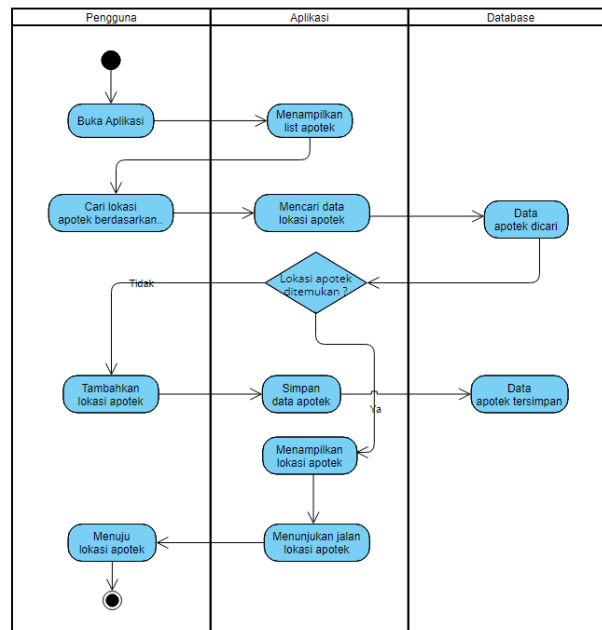 Pengguna
Aplikasi
Database
Buka Aplikasi
Menampilkan
list apotek
Cari lokasi
apotek berdasarkan..
Mencari data
lokasi apotek
Data
apotek dicari
Lokasi apotek
ditemukan ?
Tidak
Tambahkan
lokasi apotek
Simpan
data apotek
Data
apotek tersimpan
Ya
Menampilkan
lokasi apotek
Menuju
lokasi apotek
Menunjukan jalan
lokasi apotek